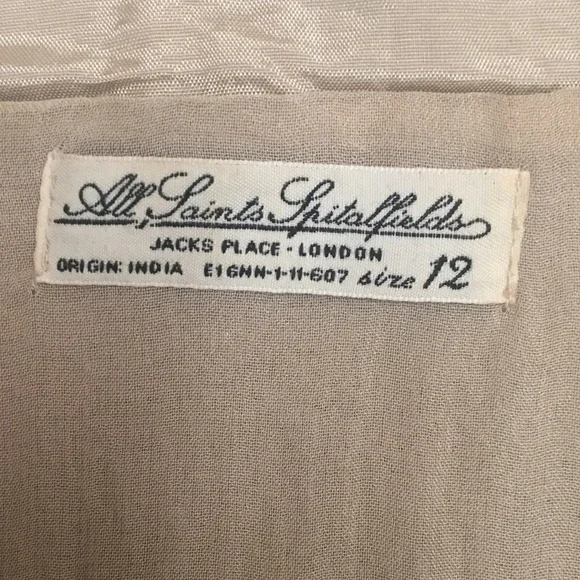 All Saints Spitalfields
JACKS PLACE - LONDON
ORIGIN: INDIA E16NN-1-11-607 size 12